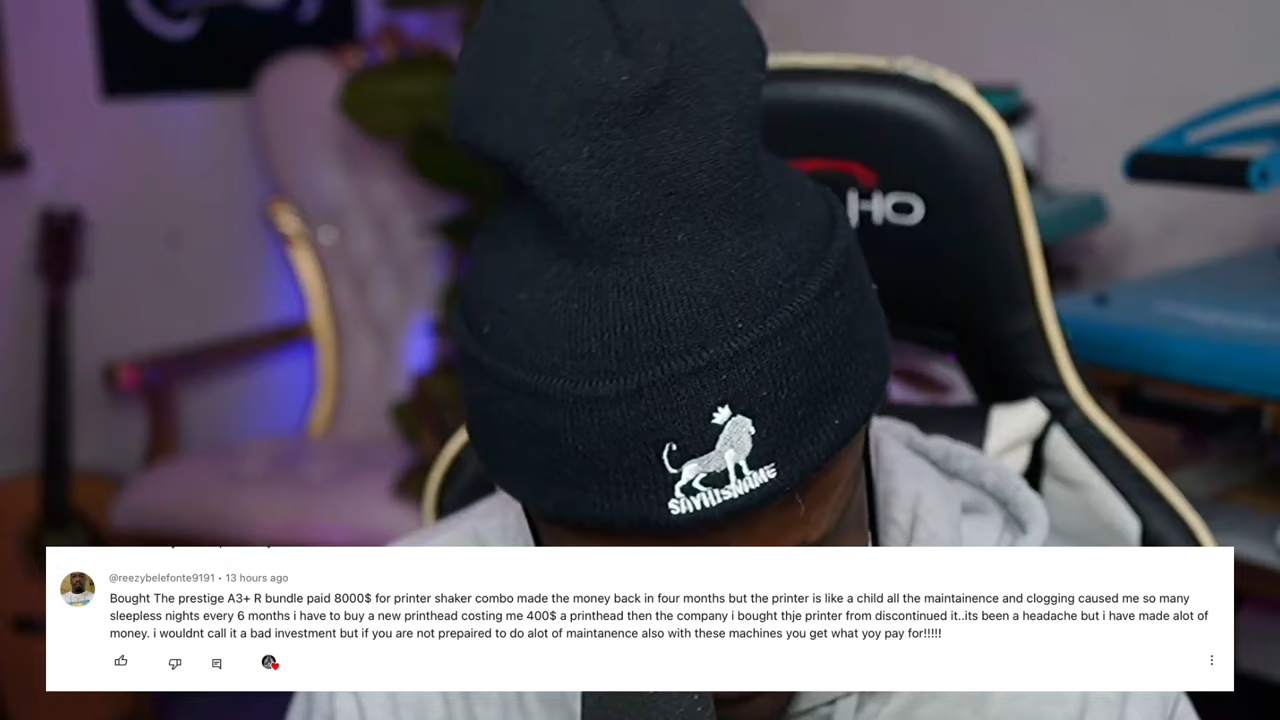 HO
SAYHISNAME
@reezybelefonte9191 • 13 hours ago
Bought The prestige A3+ R bundle paid 8000$ for printer shaker combo made the money back in four months but the printer is like a child all the maintainence and clogging caused me so many
sleepless nights every 6 months i have to buy a new printhead costing me 400$ a printhead then the company i bought thje printer from discontinued it..its been a headache but i have made alot of
money. i wouldnt call it a bad investment but if you are not prepaired to do alot of maintanence also with these machines you get what yoy pay for!!!!!